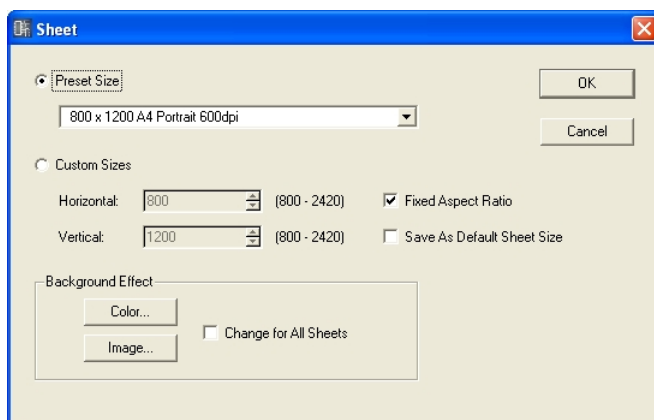 Sheet
Preset Size
OK
800 x 1200 A4 Portrait 600dpi
Cancel
Custom Sizes
Horizontal: 800 (800 - 2420) Fixed Aspect Ratio
Vertical: 1200 (800 - 2420) Save As Default Sheet Size
Background Effect
Color...
Change for All Sheets
Image...